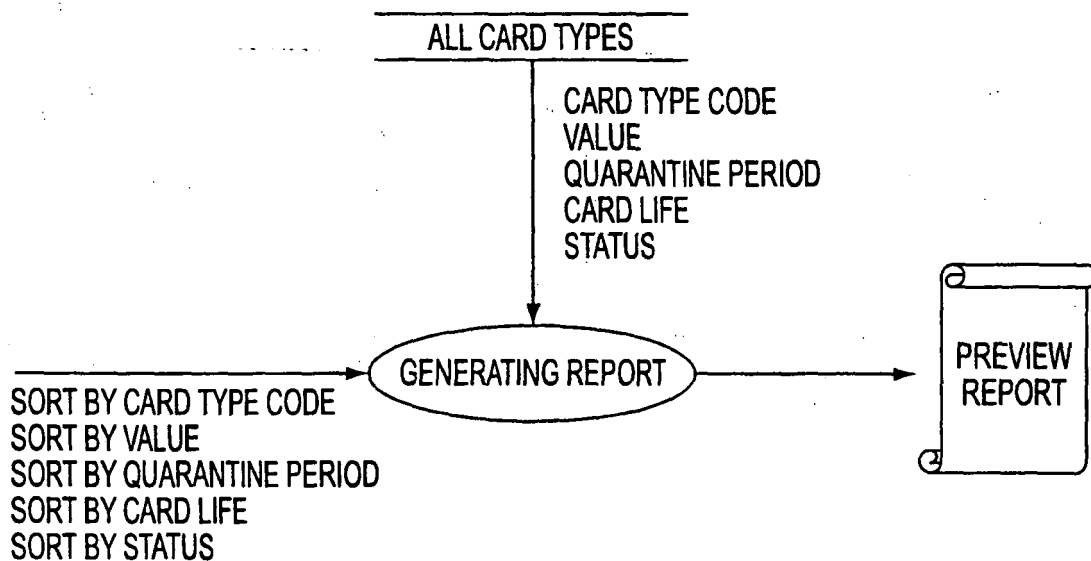 ALL CARD TYPES
CARD TYPE CODE
VALUE
QUARANTINE PERIOD
CARD LIFE
STATUS
GENERATING REPORT
PREVIEW
REPORT
SORT BY CARD TYPE CODE
SORT BY VALUE
SORT BY QUARANTINE PERIOD
SORT BY CARD LIFE
SORT BY STATUS